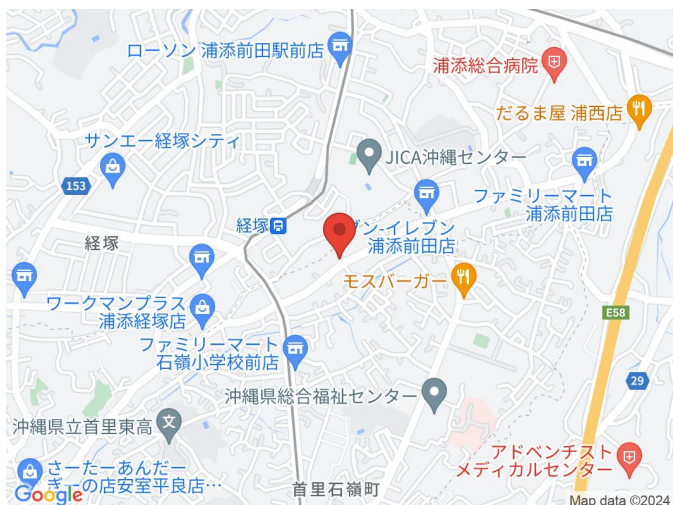 ローソン 浦添前田駅前店
浦添総合病院
だるま屋 浦西店
サンエー経塚シティ
JICA沖縄センター
153
ファミリーマート
浦添前田店
経塚
ブン-イレブン
浦添前田店
経塚
モスバーガー
ワークマンプラス
浦添経塚店
E58
ファミリーマート
石嶺小学校前店
29
沖縄県総合福祉センター
沖縄県立首里東高
文
アドベンチスト
メディカルセンター
さーたーあんだー
ぎーの店安室平良店…
首里石嶺町
Google
Map data ©2024